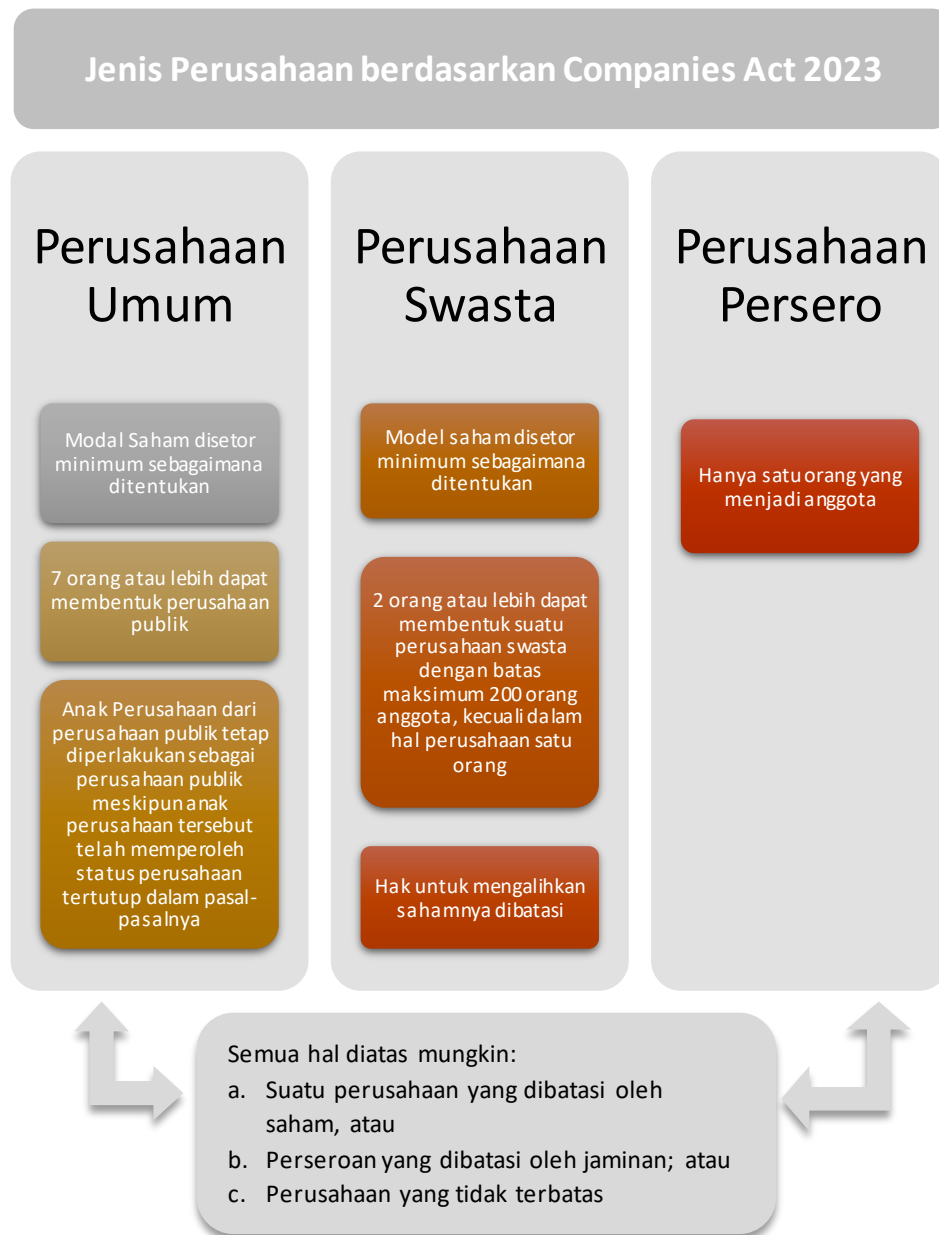 Jenis Perusahaan berdasarkan Companies Act 2023
Perusahaan
Umum
Modal Saham disetor
minimum sebagaimana
ditentukan
7 orang atau lebih dapat
membentuk perusahaan
publik
Anak Perusahaan dari
perusahaan publik tetap
diperlakukan sebagai
perusahaan publik
meskipun anak
perusahaan tersebut
telah memperoleh
status perusahaan
tertutup dalam pasal-
pasalnya
Perusahaan
Swasta
Model saham disetor
minimum sebagaimana
ditentukan
2 orang atau lebih dapat
membentuk suatu
perusahaan swasta
dengan batas
maksimum 200 orang
anggota, kecuali dalam
hal perusahaan satu
orang
Hak untuk mengalihkan
sahamnya dibatasi
Perusahaan
Persero
Hanya satu orang yang
menjadi anggota
Semua hal diatas mungkin:
a. Suatu perusahaan yang dibatasi oleh
saham, atau
b. Perseroan yang dibatasi oleh jaminan; atau
c. Perusahaan yang tidak terbatas